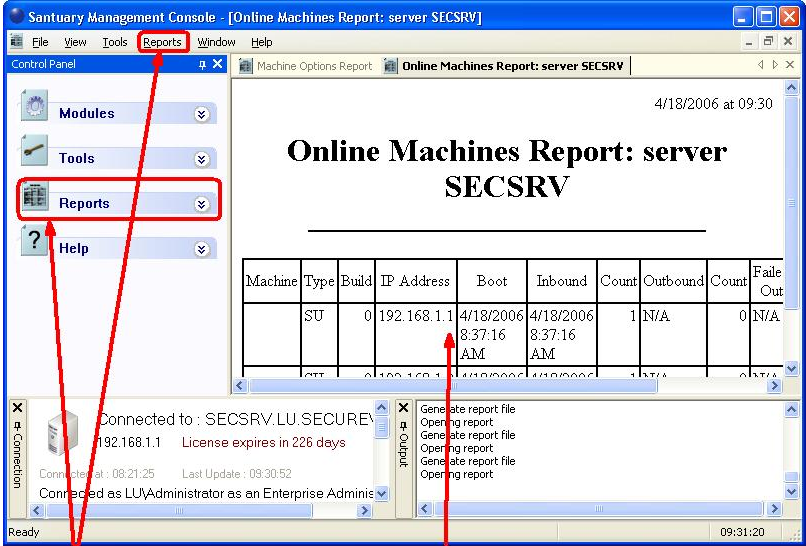 Santuary Management Console - [Online Machines Report: server SECSRV]
File View Tools Reports Window Help
Control Panel
Machine Options Report
Online Machines Report: server SECSRV
Modules
Tools
Reports
Help
4/18/2006 at 09:30
Online Machines Report: server
SECSRV
Machine Type Build IP Address Boot Inbound Count Outbound Count Faile
Out
SU 0 192.168.1.1 4/18/2006 4/18/2006 1 N/A 0 N/A
8:37:16 8:37:16
AM AM
Connection
Connected to : SECSRV.LU.SECUREV
192.168.1.1 License expires in 226 days
Connected at : 08:21:25 Last Update : 09:30:52
Connected as LU\Administrator as an Enterprise Adminis
Output
Generate report file
Opening report
Generate report file
Opening report
Generate report file
Opening report
Ready
09:31:20